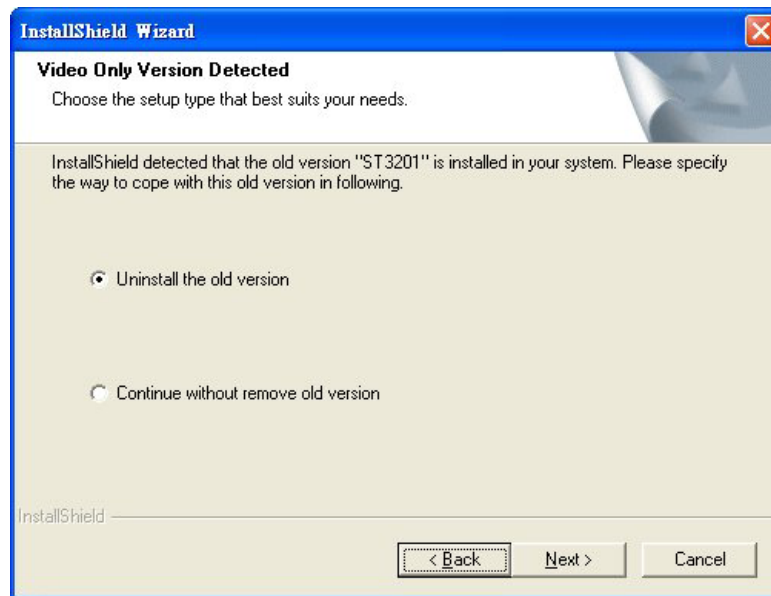 InstallShield Wizard
Video Only Version Detected
Choose the setup type that best suits your needs.
InstallShield detected that the old version "ST3201" is installed in your system. Please specify
the way to cope with this old version in following.
Uninstall the old version
Continue without remove old version
InstallShield
< Back Next > Cancel